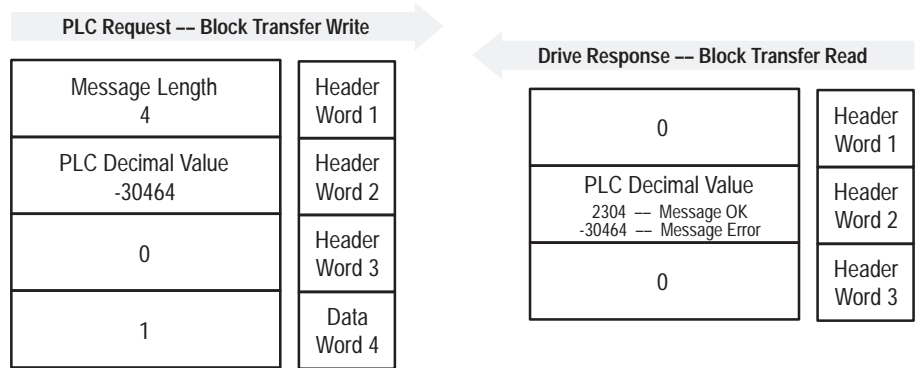 PLC Request –– Block Transfer Write
Message Length
4
Header
Word 1
PLC Decimal Value
-30464
Header
Word 2
0
Header
Word 3
1
Data
Word 4
Drive Response –– Block Transfer Read
0
Header
Word 1
PLC Decimal Value
2304 –– Message OK
-30464 –– Message Error
Header
Word 2
0
Header
Word 3